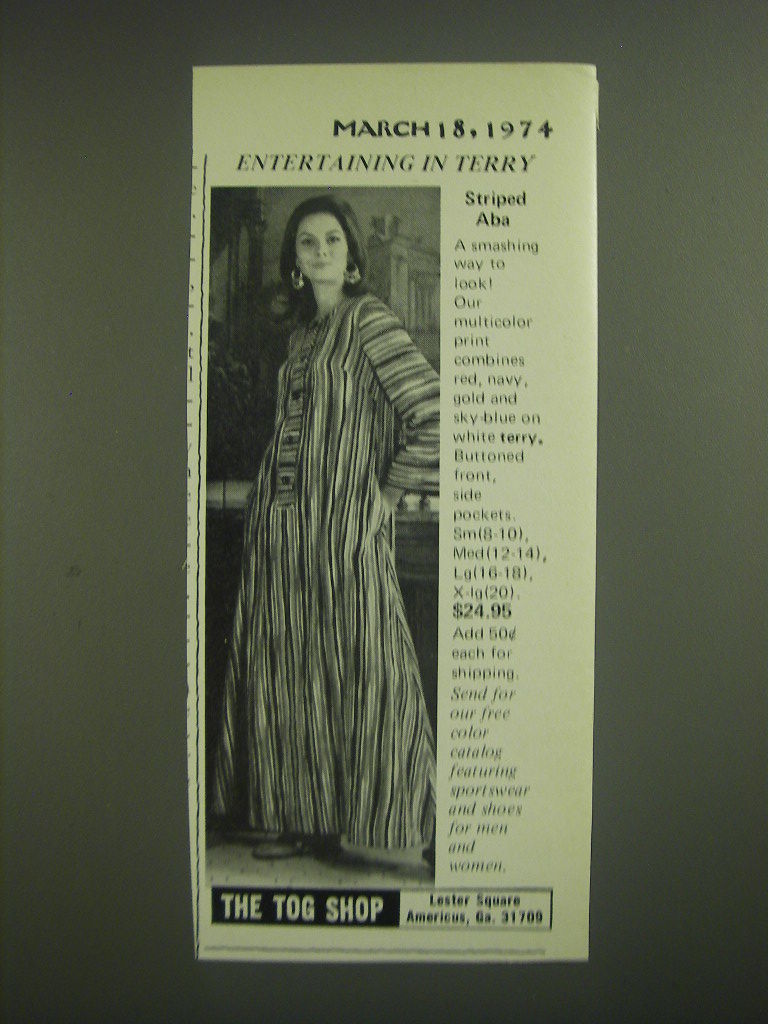 MARCH 18, 1974
ENTERTAINING IN TERRY
Striped
Aba
A smashing
way to
look!
Our
multicolor
print
combines
red, navy,
gold and
sky-blue on
white terry.
Buttoned
front,
side
pockets.
Sm(8-10),
Med(12-14),
Lg(16-18),
X-lg(20).
$24.95
Add 50¢
each for
shipping.
Send for
our free
color
catalog
featuring
sportswear
and shoes
for men
and
women.
THE TOG SHOP
Lester Square
Americus, Ga. 31709